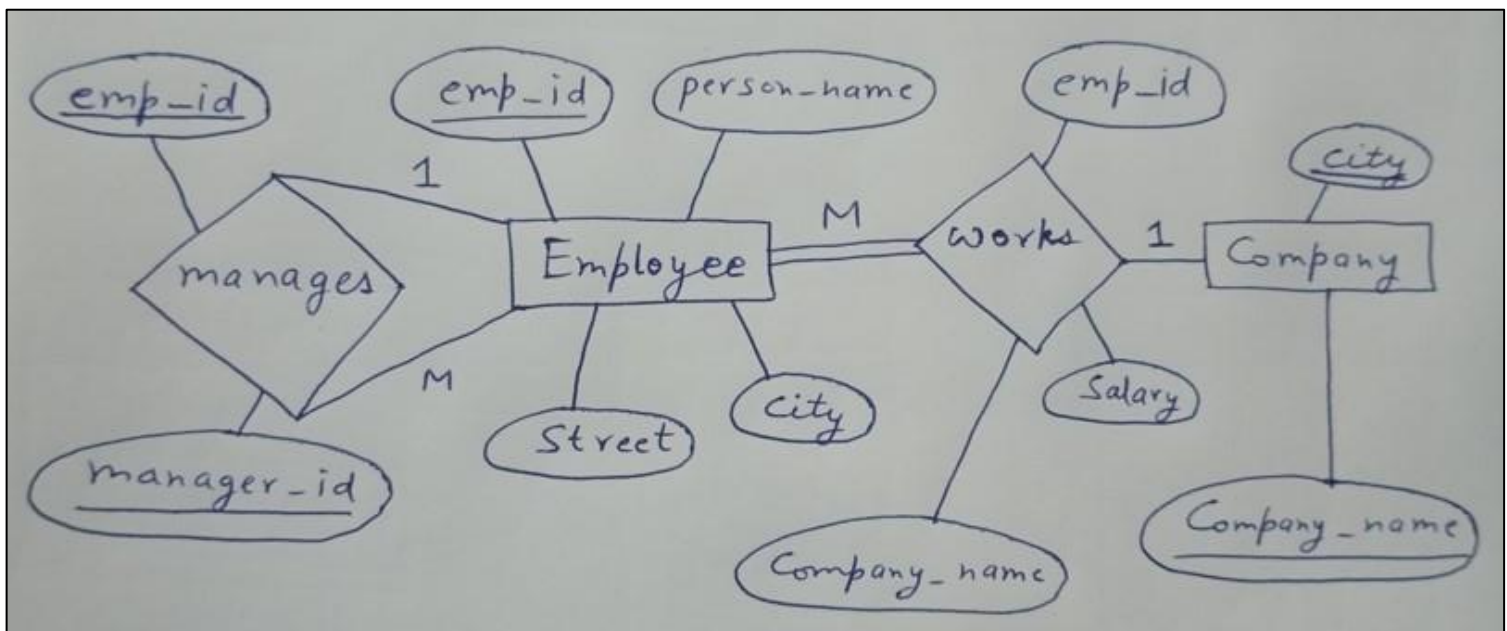 emp_id
emp_id
person_name
emp_id
city
1
M
1
manages
Employee
works
Company
M
Street
city
Salary
manager_id
Company_name
Company_name